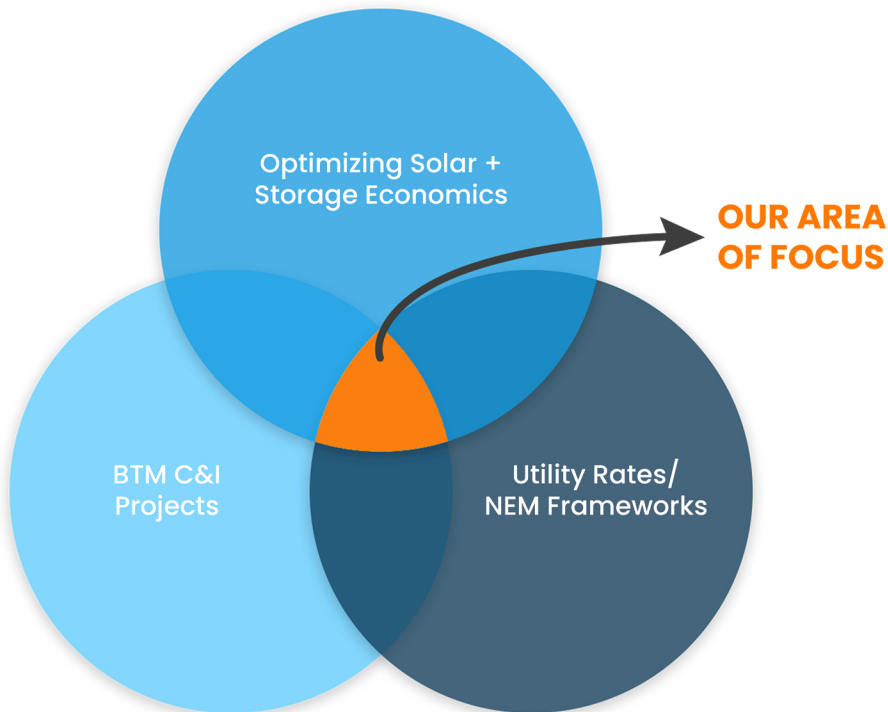 Optimizing Solar +
Storage Economics
OUR AREA
OF FOCUS
BTM C&I
Projects
Utility Rates/
NEM Frameworks